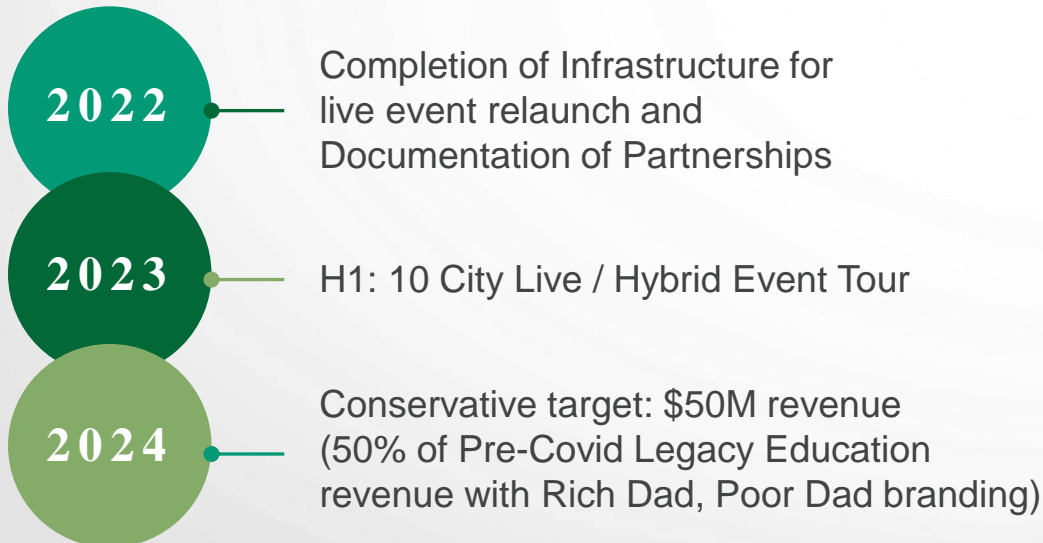 2022
Completion of Infrastructure for
live event relaunch and
Documentation of Partnerships
2023
H1: 10 City Live / Hybrid Event Tour
2024
Conservative target: $50M revenue
(50% of Pre-Covid Legacy Education
revenue with Rich Dad, Poor Dad branding)